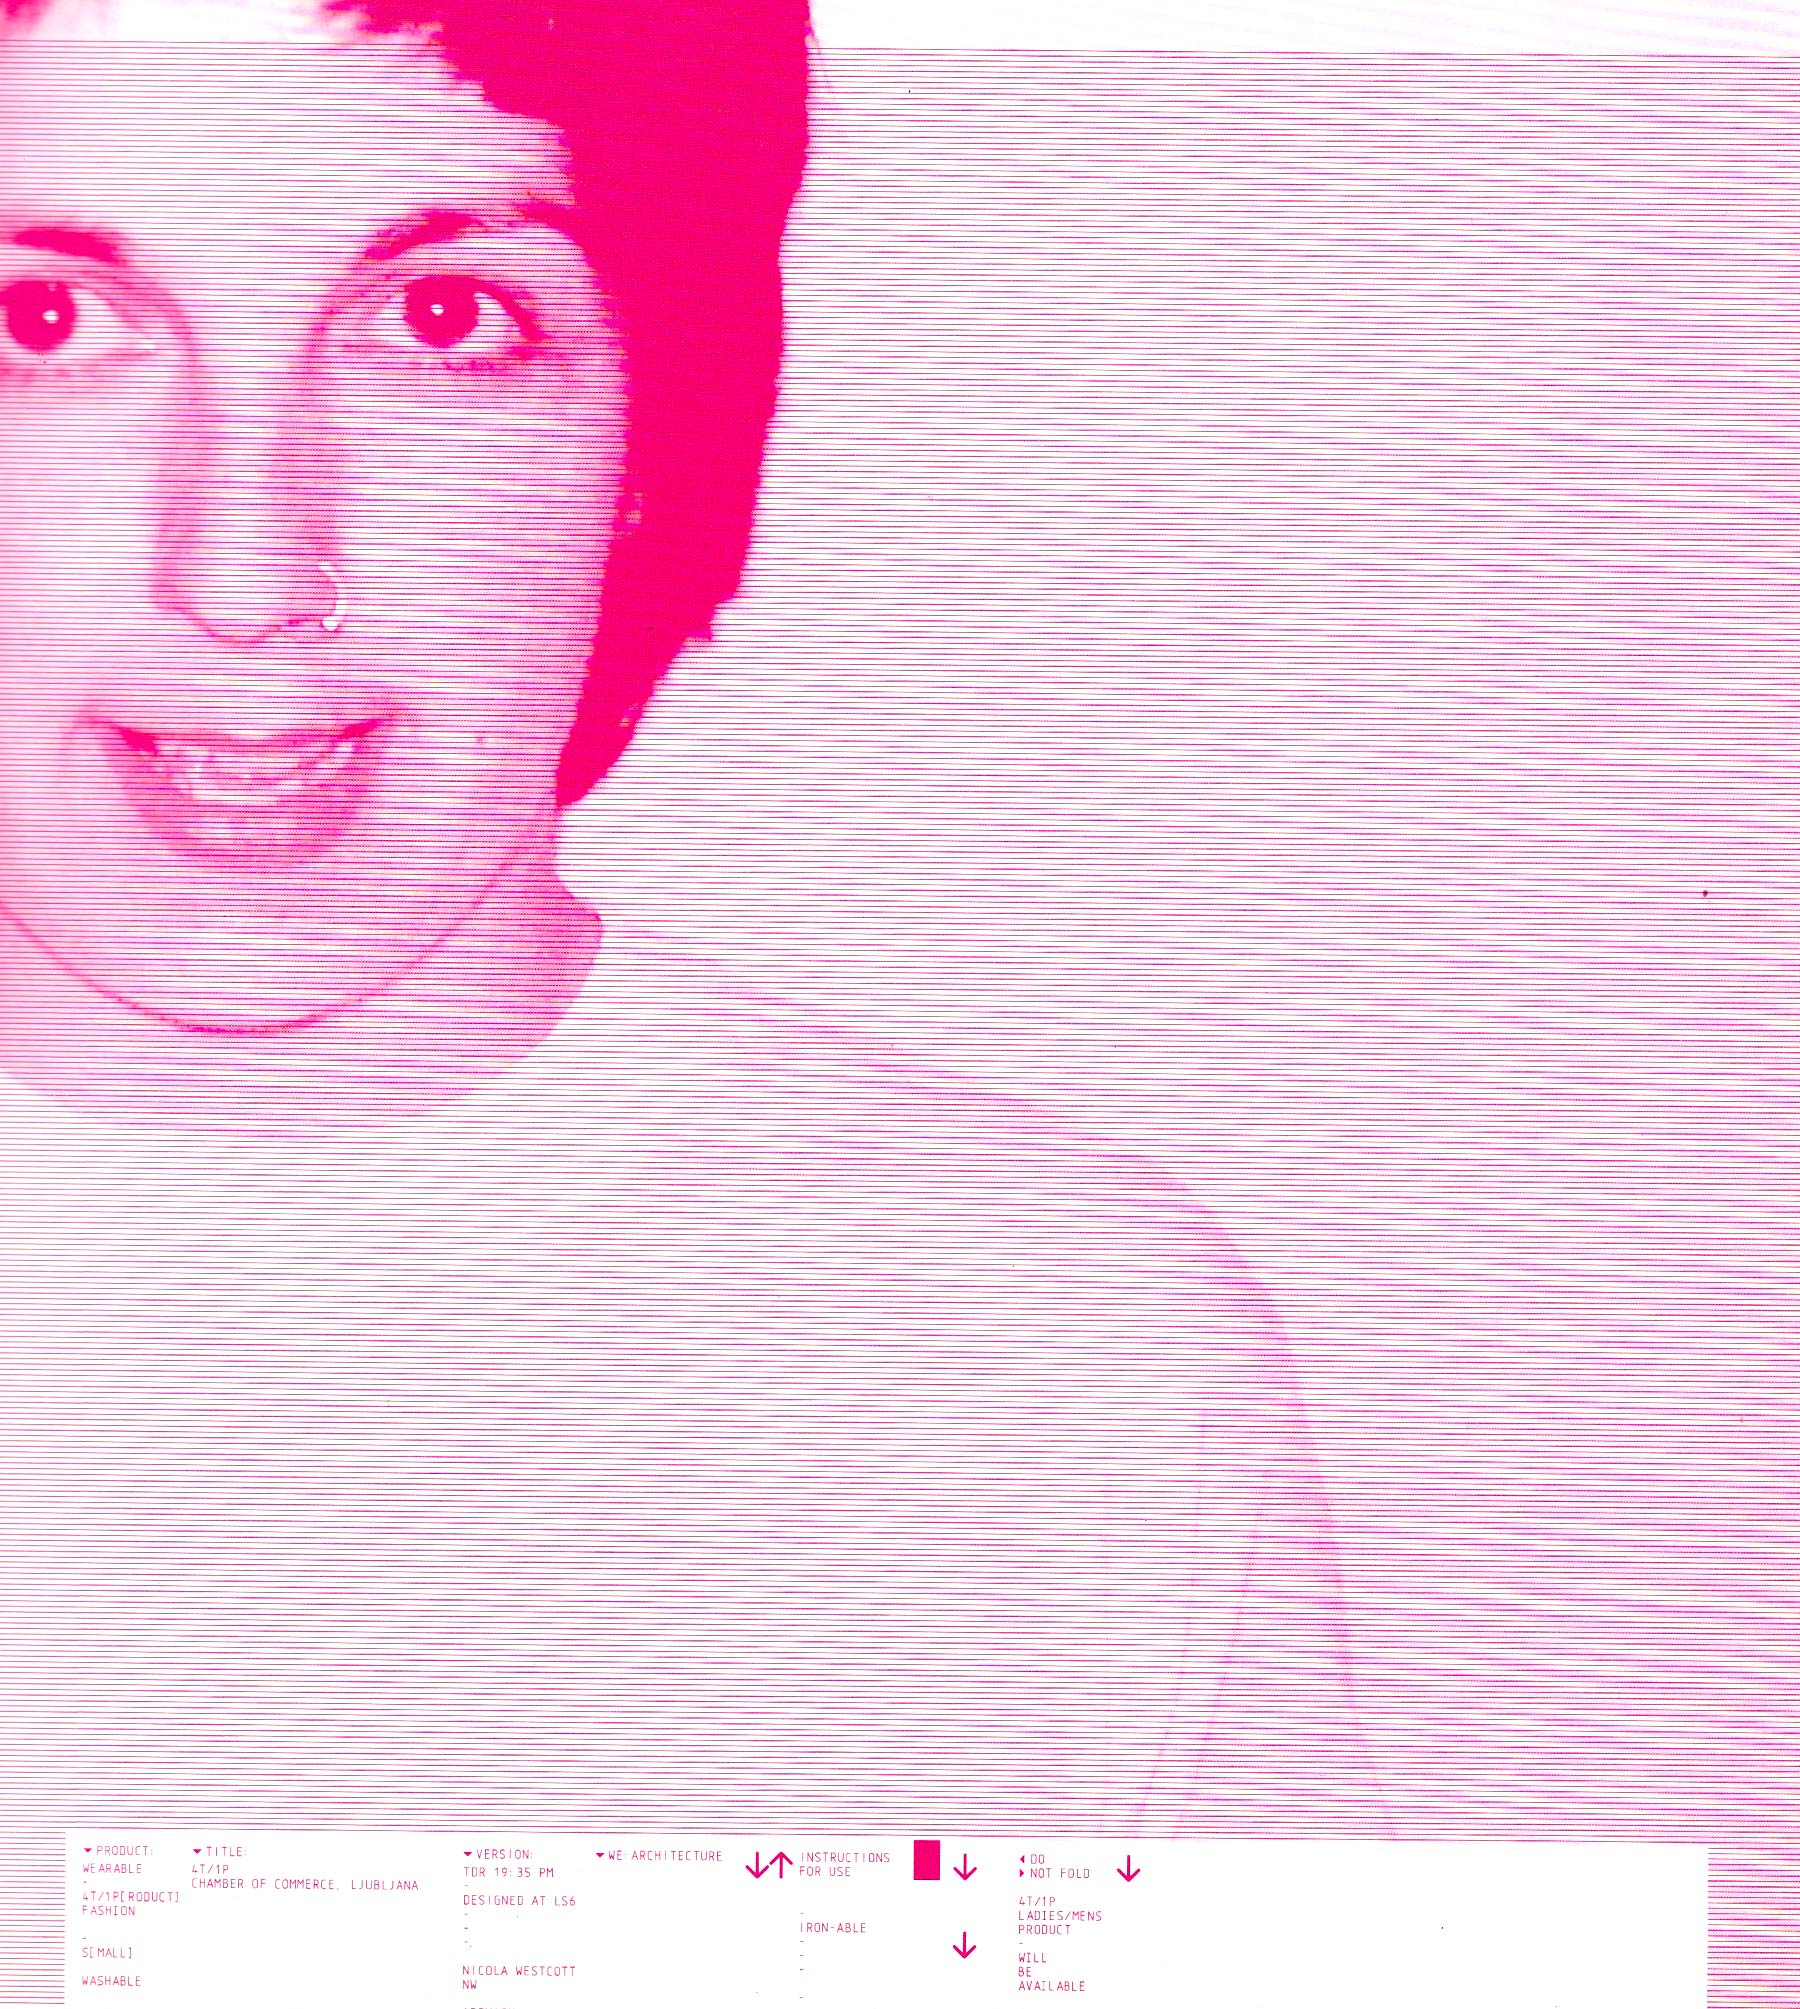 PRODUCT:
WEARABLE
-
4T/1P[RODUCT]
FASHION
-
S[MALL]
WASHABLE
TITLE:
4T/1P
CHAMBER OF COMMERCE, LJUBLJANA
VERSION:
TDR 19:35 PM
-
DESIGNED AT LS6
-
-
-
NICOLA WESTCOTT
NW
WE:ARCHITECTURE
INSTRUCTIONS
FOR USE
-
IRON-ABLE
-
-
-
-
DO
NOT FOLD
4T/1P
LADIES/MENS
PRODUCT
-
WILL
BE
AVAILABLE